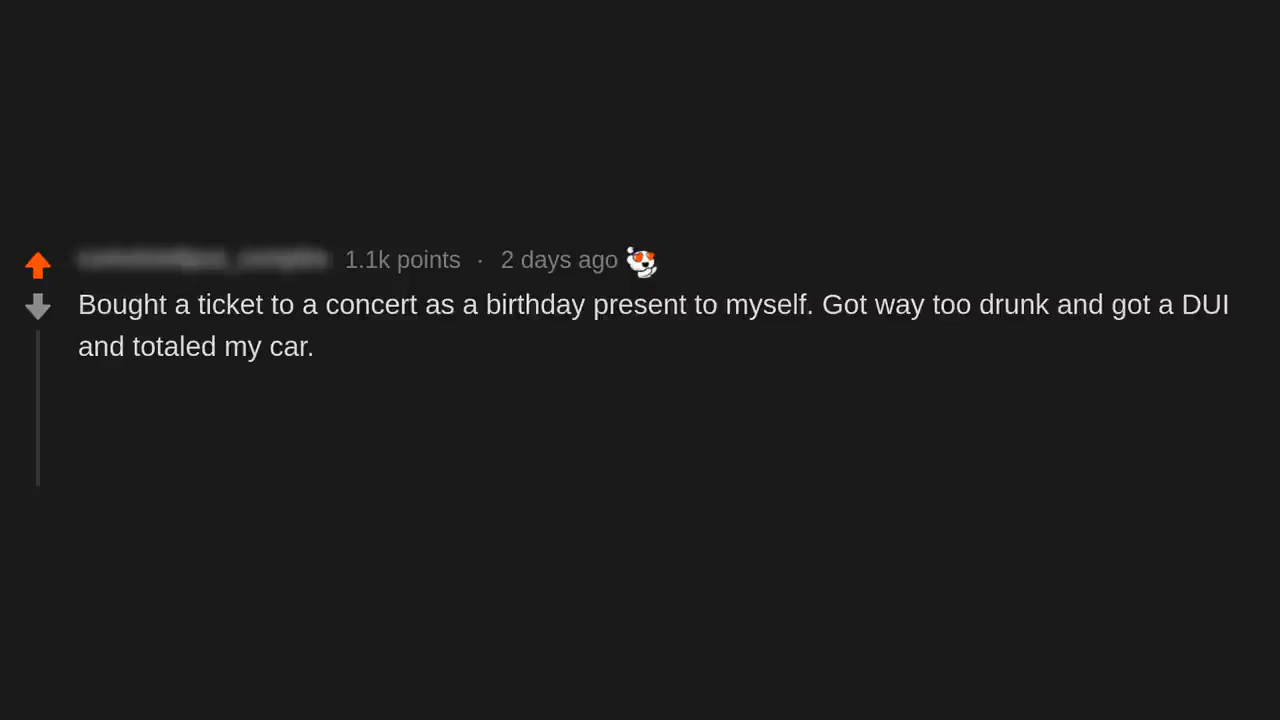 1.1k points · 2 days ago
Bought a ticket to a concert as a birthday present to myself. Got way too drunk and got a DUI
and totaled my car.